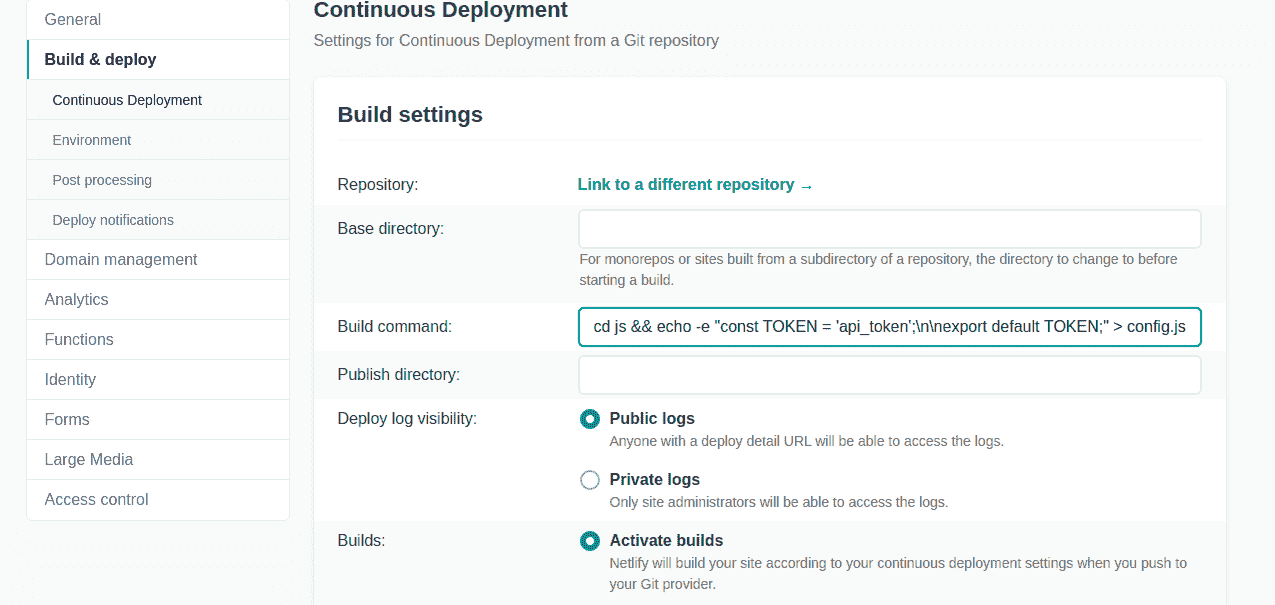 General
Build & deploy
Continuous Deployment
Environment
Post processing
Deploy notifications
Domain management
Analytics
Functions
Identity
Forms
Large Media
Access control
Continuous Deployment
Settings for Continuous Deployment from a Git repository
Build settings
Repository:
Link to a different repository →
Base directory:
For monorepos or sites built from a subdirectory of a repository, the directory to change to before
starting a build.
Build command:
cd js && echo -e "const TOKEN = 'api_token';\n\nexport default TOKEN;" > config.js
Publish directory:
Deploy log visibility:
Public logs
Anyone with a deploy detail URL will be able to access the logs.
Private logs
Only site administrators will be able to access the logs.
Builds:
Activate builds
Netlify will build your site according to your continuous deployment settings when you push to
your Git provider.